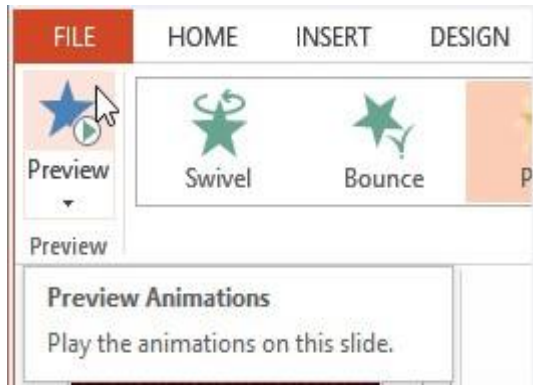 FILE HOME INSERT DESIGN
Preview Swivel Bounce P
Preview
Preview Animations
Play the animations on this slide.